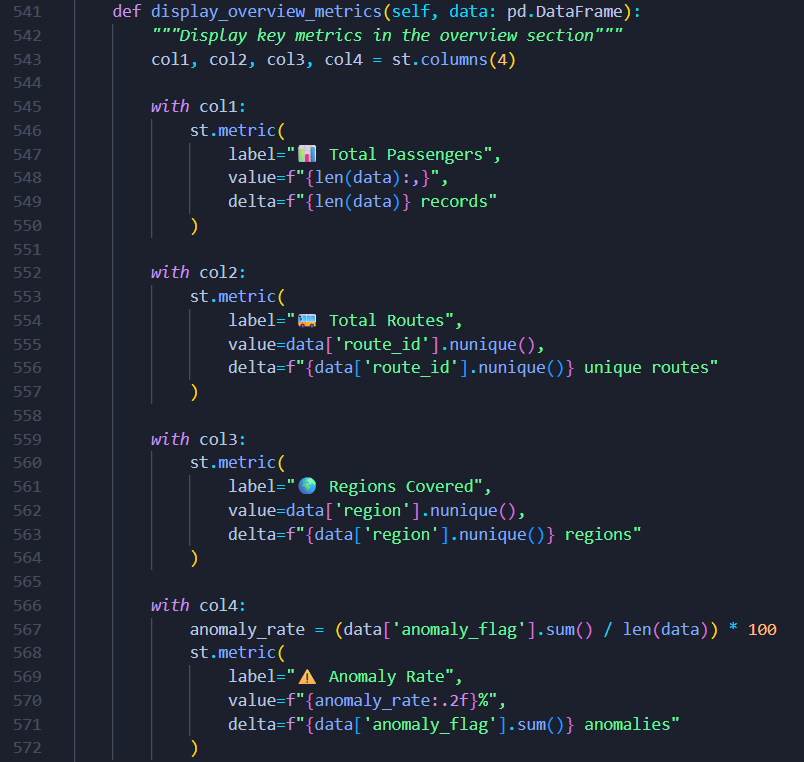 541 def display_overview_metrics(self, data: pd.DataFrame):
542 """Display key metrics in the overview section"""
543 col1, col2, col3, col4 = st.columns(4)
544
545 with col1:
546 st.metric(
547 label="📊 Total Passengers",
548 value=f"{len(data):,}",
549 delta=f"{len(data)} records"
550 )
551
552 with col2:
553 st.metric(
554 label="🚌 Total Routes",
555 value=data['route_id'].nunique(),
556 delta=f"{data['route_id'].nunique()} unique routes"
557 )
558
559 with col3:
560 st.metric(
561 label="🌍 Regions Covered",
562 value=data['region'].nunique(),
563 delta=f"{data['region'].nunique()} regions"
564 )
565
566 with col4:
567 anomaly_rate = (data['anomaly_flag'].sum() / len(data)) * 100
568 st.metric(
569 label="⚠️ Anomaly Rate",
570 value=f"{anomaly_rate:.2f}%",
571 delta=f"{data['anomaly_flag'].sum()} anomalies"
572 )